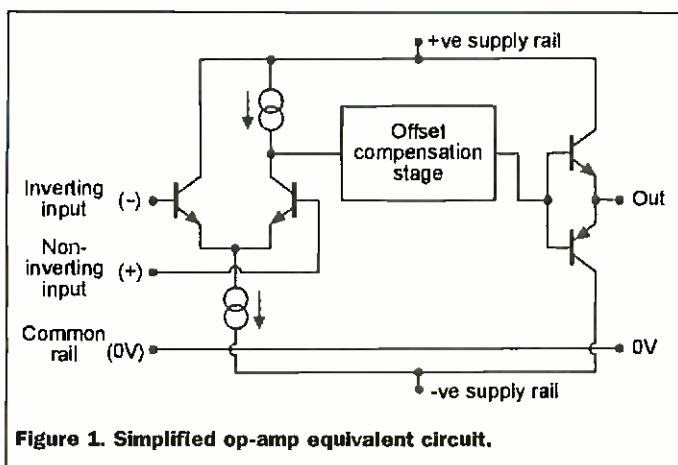 +ve supply rail
Offset
compensation
stage
Inverting
input (-)
Out
Non-
inverting
input (+)
Common
rail (0V)
0V
-ve supply rail
Figure 1. Simplified op-amp equivalent circuit.